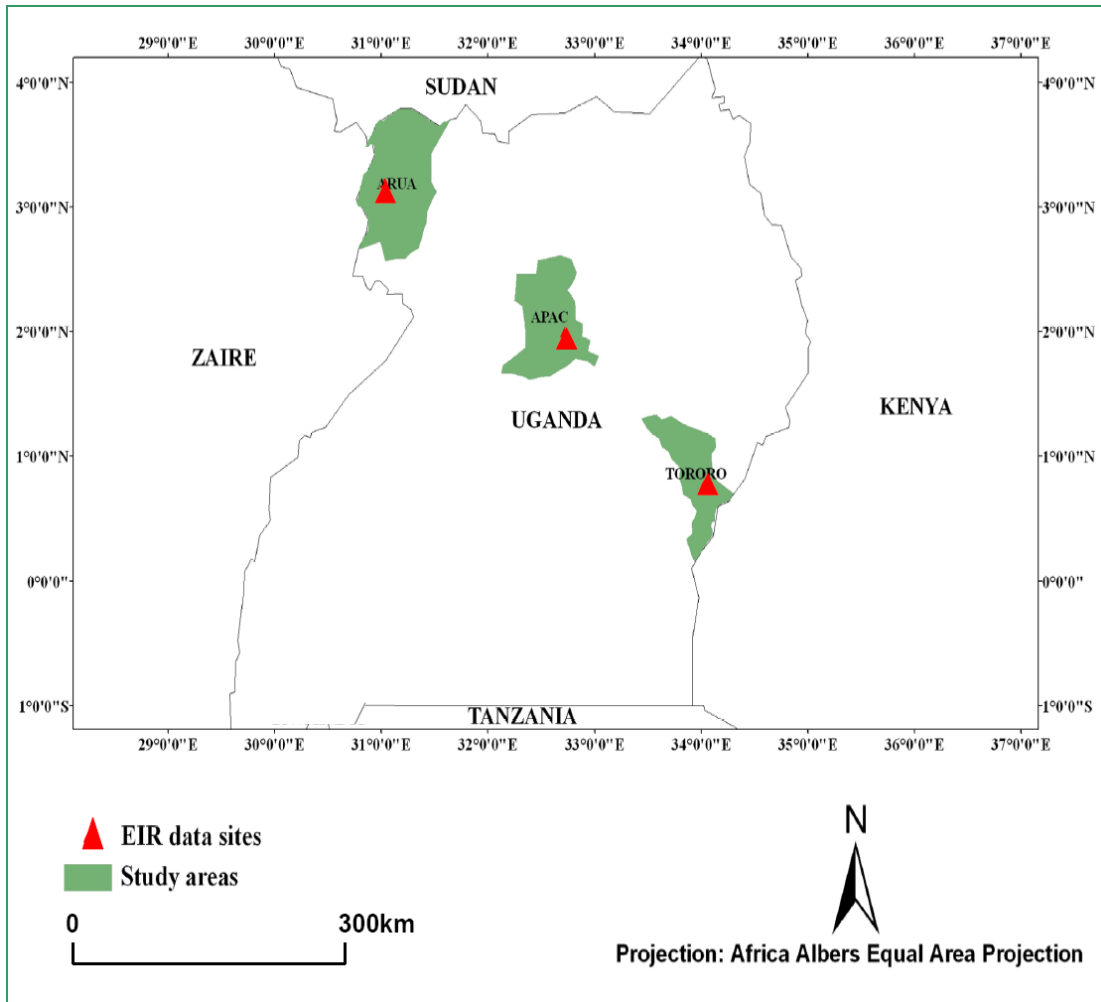 29°0'0"E 30°0'0"E 31°0'0"E 32°0'0"E 33°0'0"E 34°0'0"E 35°0'0"E 36°0'0"E 37°0'0"E
4°0'0"N SUDAN 4°0'0"N
ARUA
3°0'0"N 3°0'0"N
APAC
2°0'0"N 2°0'0"N
ZAIRE
KENYA
UGANDA
1°0'0"N 1°0'0"N
TORORO
0°0'0" 0°0'0"
1°0'0"S TANZANIA 1°0'0"S
29°0'0"E 30°0'0"E 31°0'0"E 32°0'0"E 33°0'0"E 34°0'0"E 35°0'0"E 36°0'0"E 37°0'0"E
N
EIR data sites
Study areas
0 300km
Projection: Africa Albers Equal Area Projection